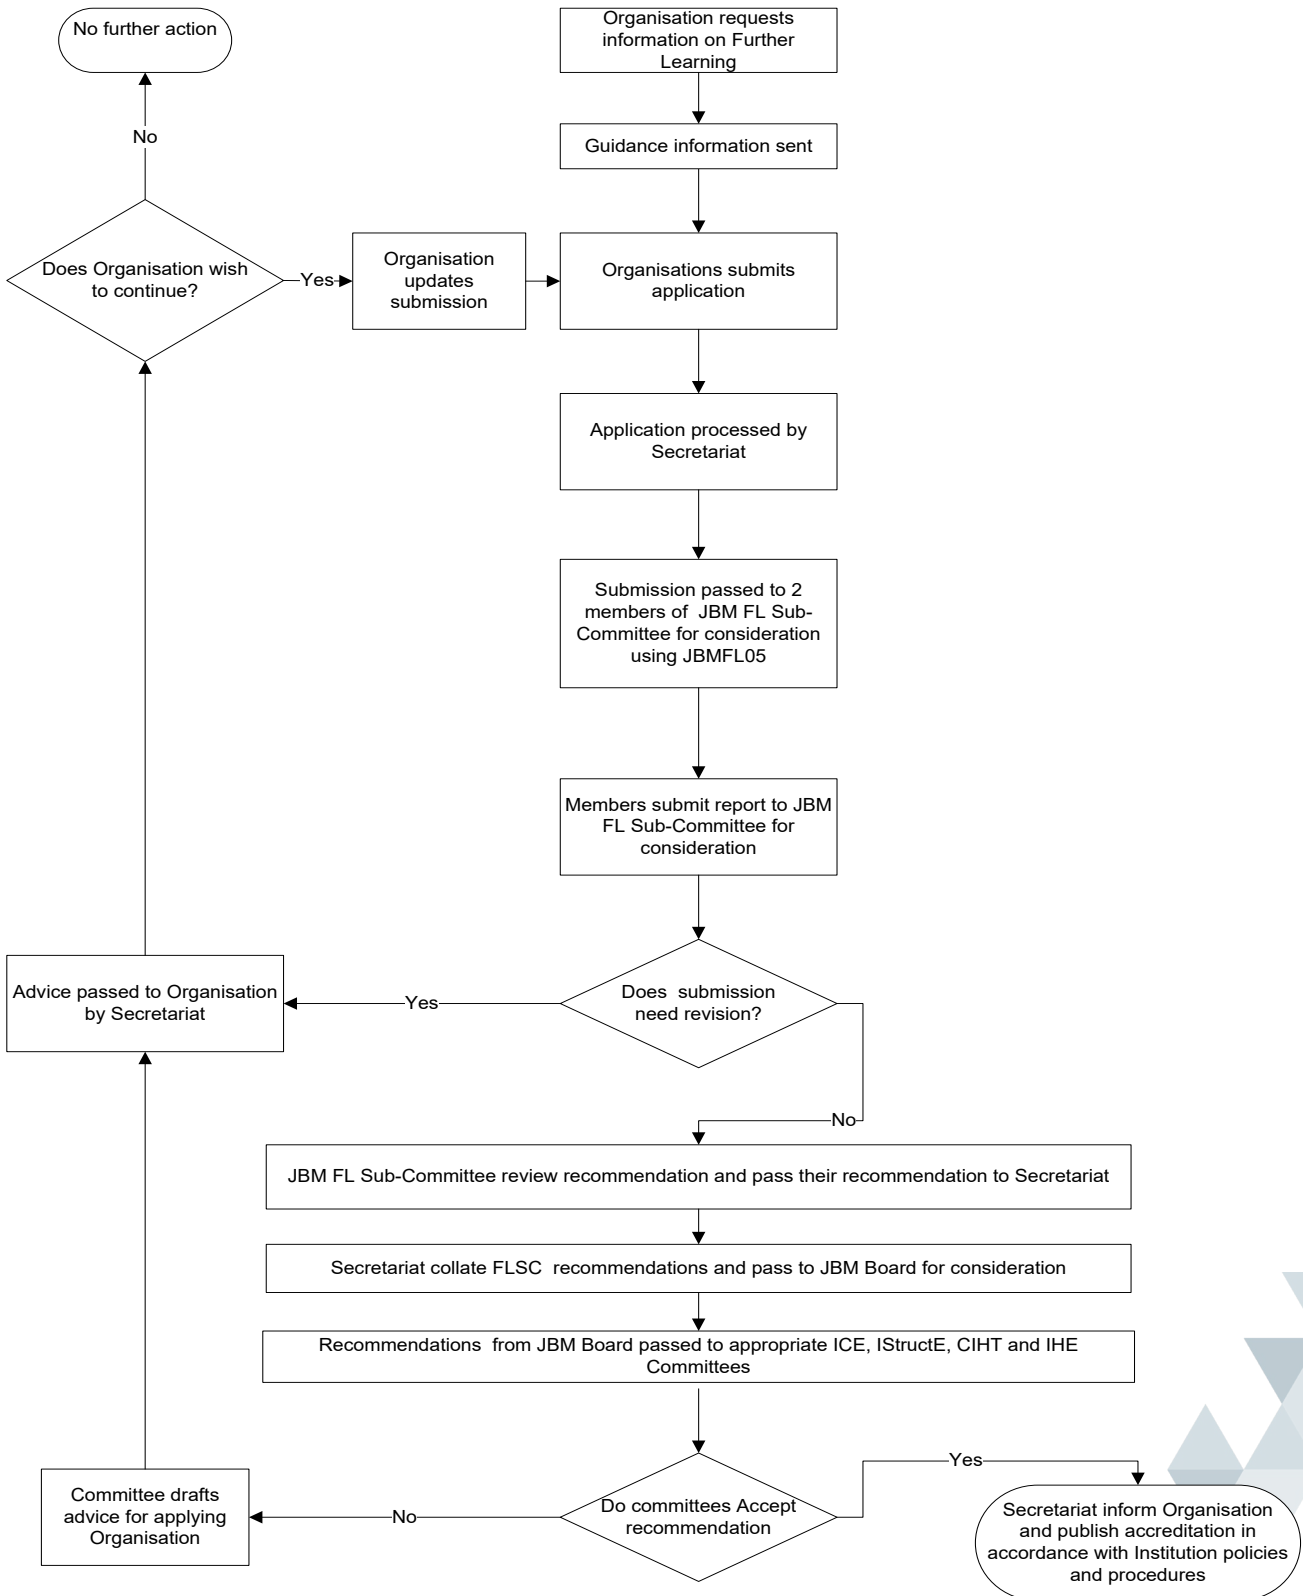 No further action
Organisation requests
information on Further
Learning
No
Guidance information sent
Does Organisation wish
to continue?
Yes
Organisation
updates
submission
Organisations submits
application
Application processed by
Secretariat
Submission passed to 2
members of JBM FL Sub-
Committee for consideration
using JBMFL05
Members submit report to JBM
FL Sub-Committee for
consideration
Advice passed to Organisation
by Secretariat
Yes
Does submission
need revision?
No
JBM FL Sub-Committee review recommendation and pass their recommendation to Secretariat
Secretariat collate FLSC recommendations and pass to JBM Board for consideration
Recommendations from JBM Board passed to appropriate ICE, IStructE, CIHT and IHE
Committees
Committee drafts
advice for applying
Organisation
No
Do committees Accept
recommendation
Yes
Secretariat inform Organisation
and publish accreditation in
accordance with Institution policies
and procedures